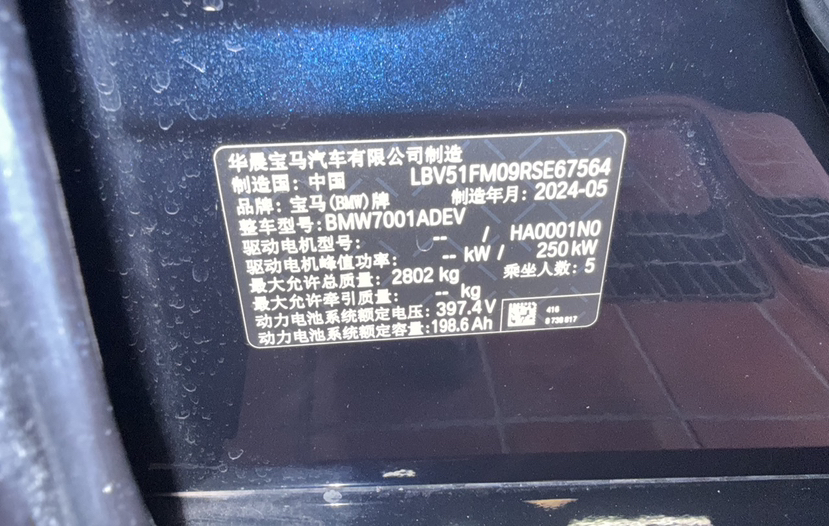 华晨宝马汽车有限公司制造
制造国: 中国 LBV51FM09RSE67564
品牌: 宝马(BMW)牌 制造年月: 2024-05
整车型号: BMW7001ADEV
驱动电机型号: -- / HA0001N0
驱动电机峰值功率: -- kW / 250 kW
最大允许总质量: 2802 kg 乘坐人数: 5
最大允许牵引质量: -- kg
动力电池系统额定电压: 397.4 V
动力电池系统额定容量: 198.6 Ah
416